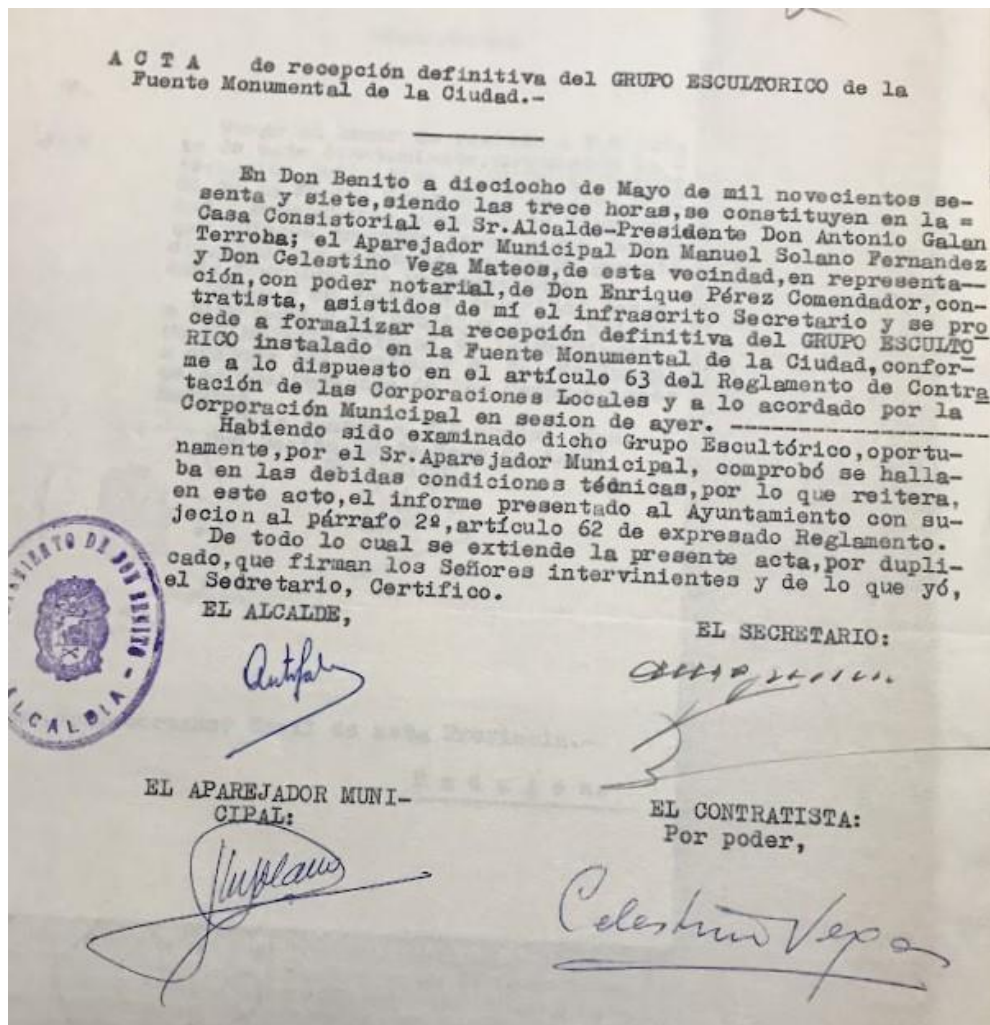 A C T A de recepción definitiva del GRUPO ESCULTORICO de la
Fuente Monumental de la Ciudad.-
En Don Benito a dieciocho de Mayo de mil novecientos se-
senta y siete,siendo las trece horas,se constituyen en la =
Casa Consistorial el Sr.Alcalde-Presidente Don Antonio Galan
Terroba; el Aparejador Municipal Don Manuel Solano Fernandez
y Don Celestino Vega Mateos,de esta vecindad,en representa--
ción,con poder notarial,de Don Enrique Pérez Comendador,con-
tratista, asistidos de mí el infrascrito Secretario y se pro
cede a formalizar la recepción definitiva del GRUPO ESCULTO
RICO instalado en la Fuente Monumental de la Ciudad,confor-
me a lo dispuesto en el artículo 63 del Reglamento de Contra
tación de las Corporaciones Locales y a lo acordado por la
Corporación Municipal en sesion de ayer. --------------------
Habiendo sido examinado dicho Grupo Escultórico,oportu-
namente,por el Sr.Aparejador Municipal, comprobó se halla-
ba en las debidas condiciones técnicas,por lo que reitera,
en este acto,el informe presentado al Ayuntamiento con su-
jecion al párrafo 2º,artículo 62 de expresado Reglamento.
De todo lo cual se extiende la presente acta,por dupli-
cado,que firman los Señores intervinientes y de lo que yó,
el Sedretario, Certifico.
EL ALCALDE,
EL SECRETARIO:
DE DON BENITO -
ALCALDIA
EL APAREJADOR MUNI-
CIPAL:
EL CONTRATISTA:
Por poder,
Celestino Vega